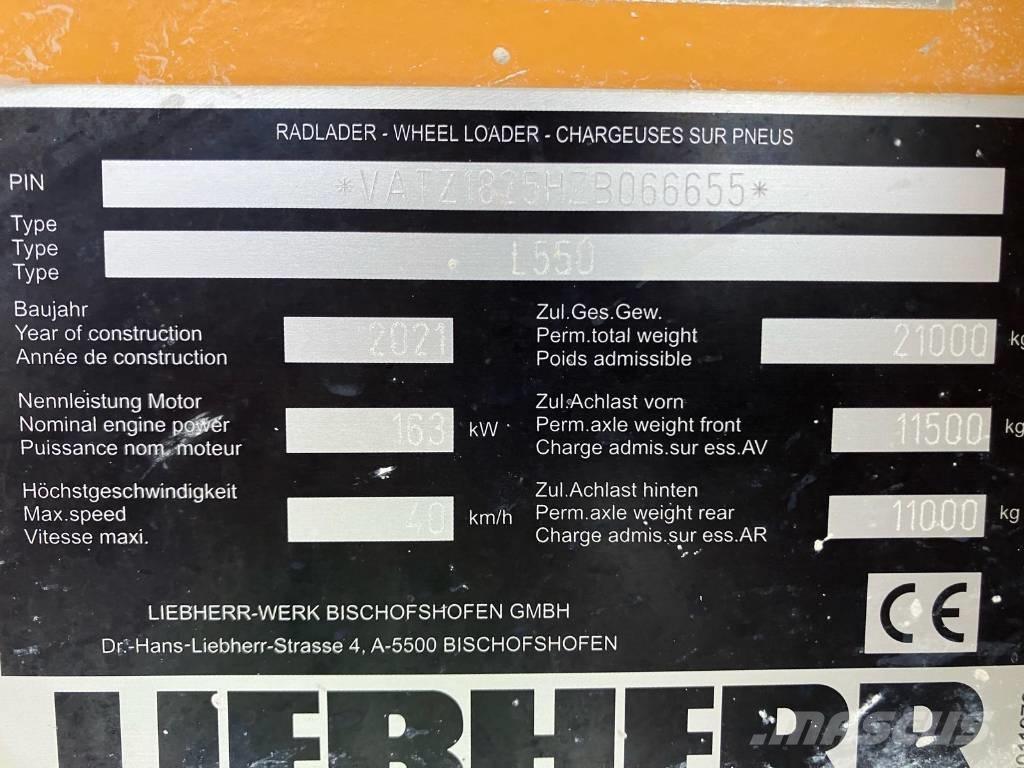 RADLADER - WHEEL LOADER - CHARGEUSES SUR PNEUS
PIN *VATZ1825HZB066655*
Type
Type L550
Type
Baujahr
Year of construction 2021
Année de construction
Zul.Ges.Gew.
Perm.total weight 21000 kg
Poids admissible
Nennleistung Motor
Nominal engine power 163 kW
Puissance nom. moteur
Zul.Achlast vorn
Perm.axle weight front 11500 kg
Charge admis.sur ess.AV
Höchstgeschwindigkeit
Max.speed 40 km/h
Vitesse maxi.
Zul.Achlast hinten
Perm.axle weight rear 11000 kg
Charge admis.sur ess.AR
LIEBHERR-WERK BISCHOFSHOFEN GMBH
Dr.-Hans-Liebherr-Strasse 4, A-5500 BISCHOFSHOFEN
CE
LIEBHERR
MASCUS